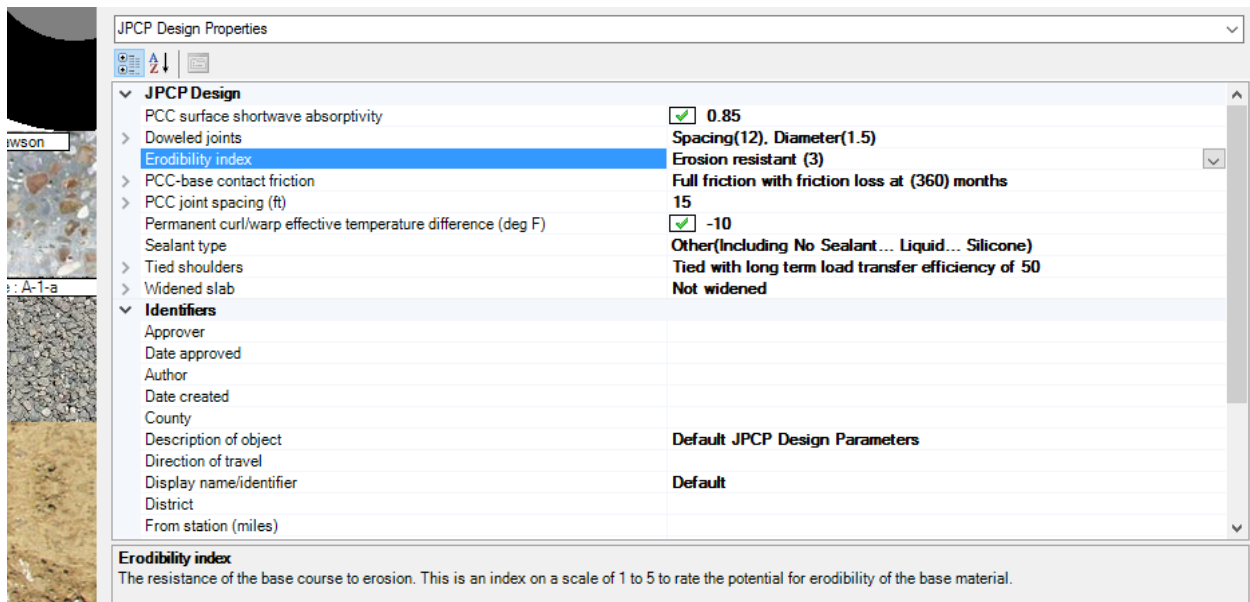 JPCP Design Properties
A
Z
JPCP Design
PCC surface shortwave absorptivity 0.85
Doweled joints Spacing(12), Diameter(1.5)
Erodibility index Erosion resistant (3)
PCC-base contact friction Full friction with friction loss at (360) months
PCC joint spacing (ft) 15
Permanent curl/warp effective temperature difference (deg F) -10
Sealant type Other(Including No Sealant... Liquid... Silicone)
Tied shoulders Tied with long term load transfer efficiency of 50
Widened slab Not widened
Identifiers
Approver
Date approved
Author
Date created
County
Description of object Default JPCP Design Parameters
Direction of travel
Display name/identifier Default
District
From station (miles)
Erodibility index
The resistance of the base course to erosion. This is an index on a scale of 1 to 5 to rate the potential for erodibility of the base material.
awson
: A-1-a